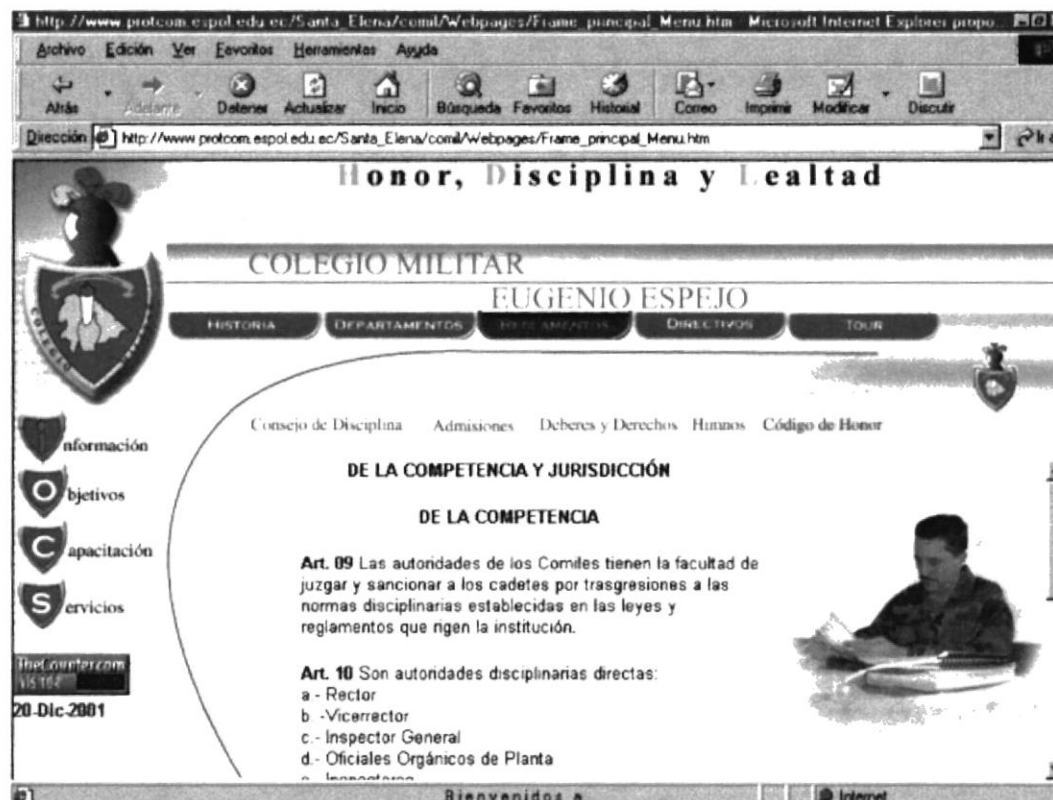 http://www.protcom.espol.edu.ec/Santa_Elena/comil/Webpages/Frame_principal_Menu.htm - Microsoft Internet Explorer propo...
Archivo Edición Ver Favoritos Herramientas Ayuda
Atrás Adelante Detener Actualizar Inicio Búsqueda Favoritos Historial Correo Imprimir Modificar Discutir
Dirección http://www.protcom.espol.edu.ec/Santa_Elena/comil/Webpages/Frame_principal_Menu.htm
Honor, Disciplina y Lealtad
COLEGIO MILITAR
EUGENIO ESPEJO
COLEGIO
HISTORIA DEPARTAMENTOS REGLAMENTOS DIRECTIVOS TOUR
Consejo de Disciplina Admisiones Deberes y Derechos Himnos Código de Honor
Información
Objetivos
Capacitación
Servicios
TheCounter.com
20-Dic-2001
DE LA COMPETENCIA Y JURISDICCIÓN
DE LA COMPETENCIA
Art. 09 Las autoridades de los Comiles tienen la facultad de
juzgar y sancionar a los cadetes por trasgresiones a las
normas disciplinarias establecidas en las leyes y
reglamentos que rigen la institución.
Art. 10 Son autoridades disciplinarias directas:
a.- Rector
b. -Vicerrector
c.- Inspector General
d.- Oficiales Orgánicos de Planta
Bienvenidos a
Internet